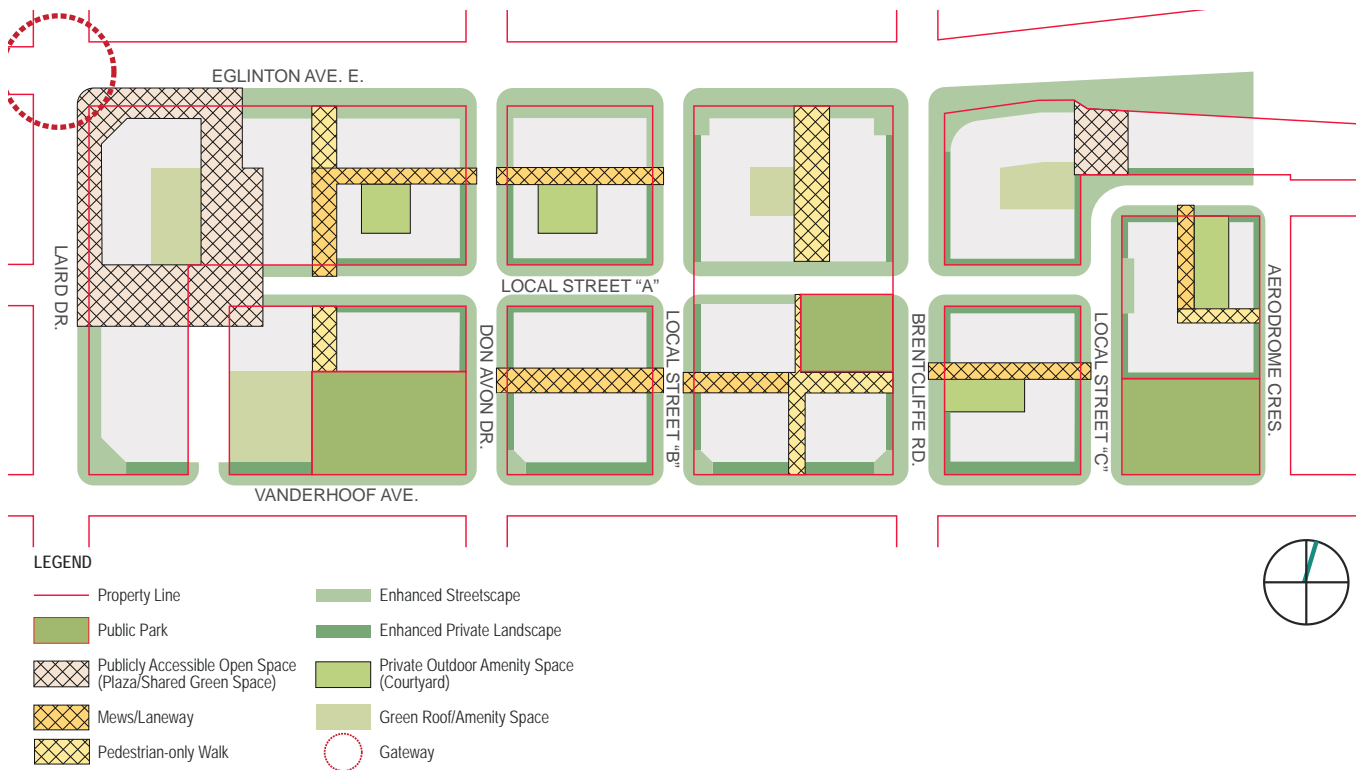 EGLINTON AVE. E.
LAIRD DR.
LOCAL STREET “A”
DON AVON DR.
LOCAL STREET “B”
BRENTCLIFFE RD.
LOCAL STREET “C”
AERODROME CRES.
VANDERHOOF AVE.
LEGEND
Property Line
Public Park
Publicly Accessible Open Space
(Plaza/Shared Green Space)
Mews/Laneway
Pedestrian-only Walk
Enhanced Streetscape
Enhanced Private Landscape
Private Outdoor Amenity Space
(Courtyard)
Green Roof/Amenity Space
Gateway